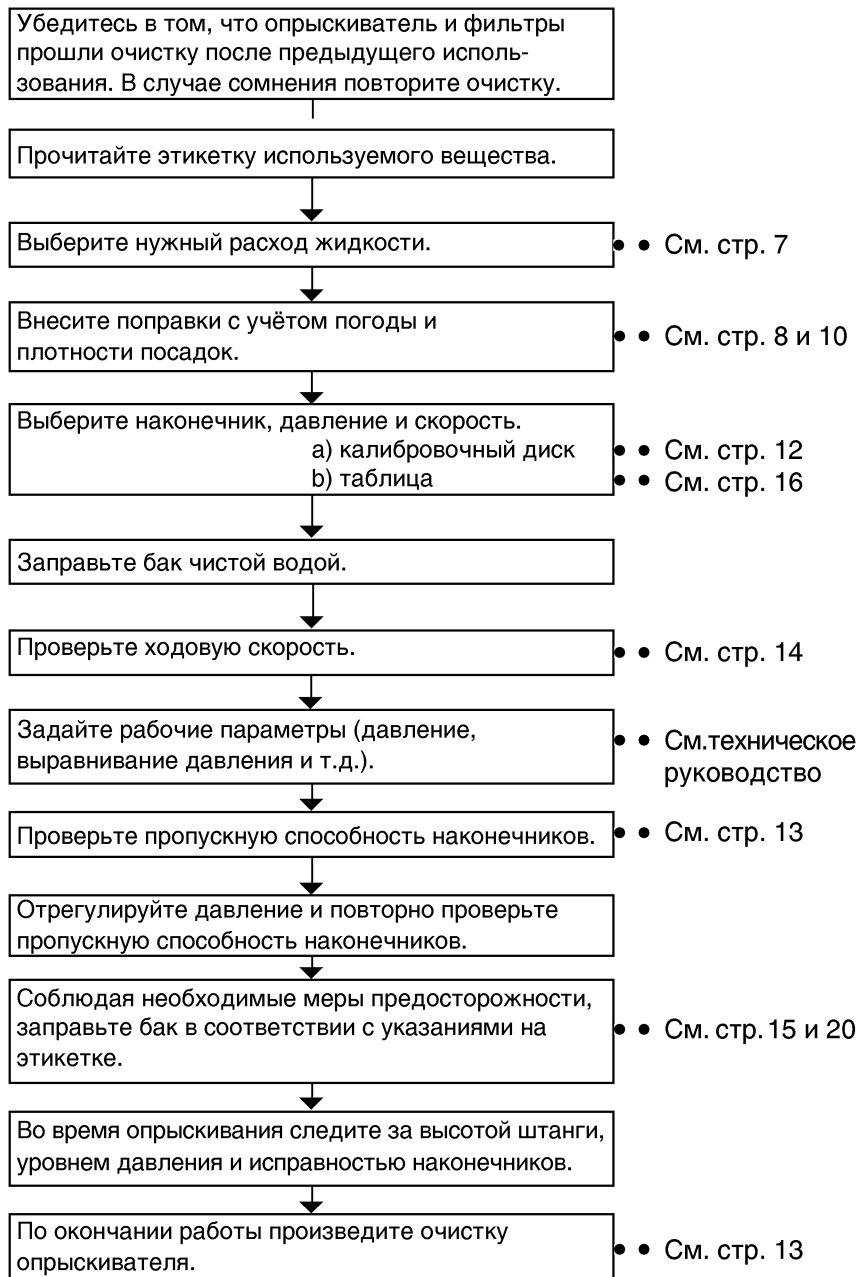 Убедитесь в том, что опрыскиватель и фильтры
прошли очистку после предыдущего исполь-
зования. В случае сомнения повторите очистку.
Прочитайте этикетку используемого вещества.
Выберите нужный расход жидкости.
См. стр. 7
Внесите поправки с учётом погоды и
плотности посадок.
См. стр. 8 и 10
Выберите наконечник, давление и скорость.
a) калибровочный диск
См. стр. 12
b) таблица
См. стр. 16
Заправьте бак чистой водой.
Проверьте ходовую скорость.
См. стр. 14
Задайте рабочие параметры (давление,
выравнивание давления и т.д.).
См.техническое
руководство
Проверьте пропускную способность наконечников.
См. стр. 13
Отрегулируйте давление и повторно проверьте
пропускную способность наконечников.
Соблюдая необходимые меры предосторожности,
заправьте бак в соответствии с указаниями на
этикетке.
См. стр. 15 и 20
Во время опрыскивания следите за высотой штанги,
уровнем давления и исправностью наконечников.
По окончании работы произведите очистку
опрыскивателя.
См. стр. 13